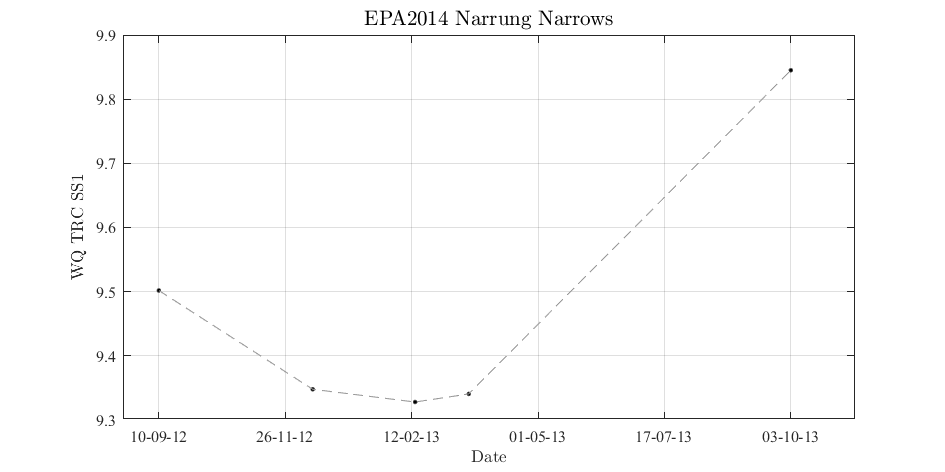 EPA2014 Narrung Narrows
9.9
9.8
9.7
9.6
9.5
9.4
9.3
WQ TRC SS1
10-09-12 26-11-12 12-02-13 01-05-13 17-07-13 03-10-13
Date